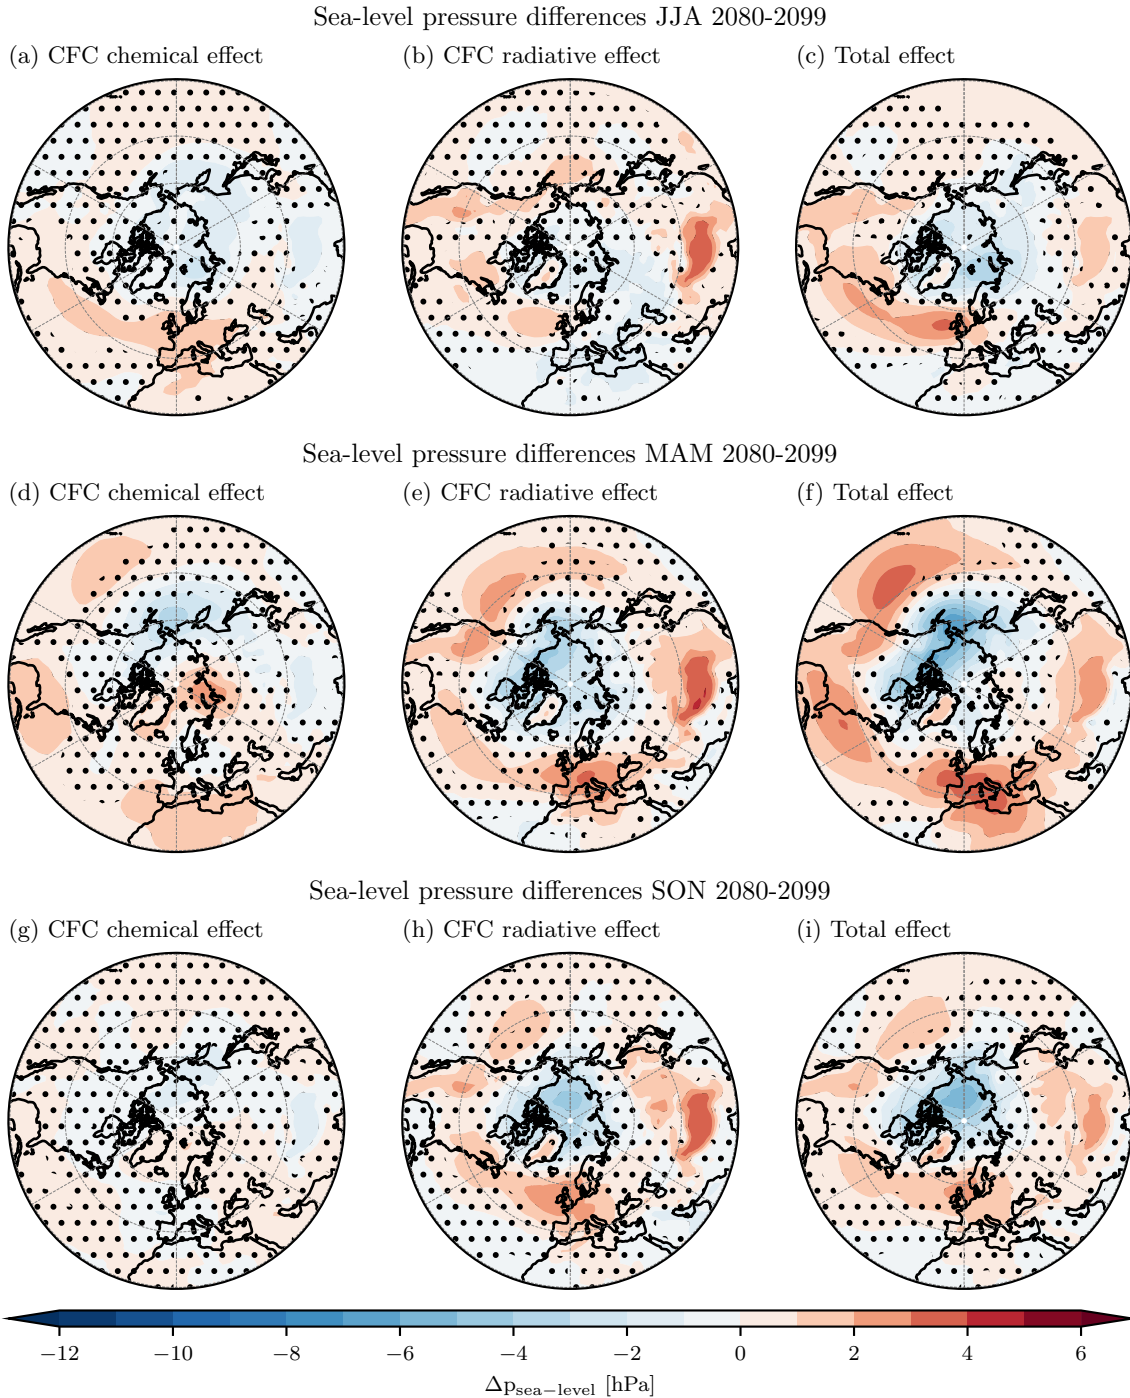 Sea-level pressure differences JJA 2080-2099
(a) CFC chemical effect
(b) CFC radiative effect
(c) Total effect
Sea-level pressure differences MAM 2080-2099
(d) CFC chemical effect
(e) CFC radiative effect
(f) Total effect
Sea-level pressure differences SON 2080-2099
(g) CFC chemical effect
(h) CFC radiative effect
(i) Total effect
−12 −10 −8 −6 −4 −2 0 2 4 6
Δp_sea−level [hPa]